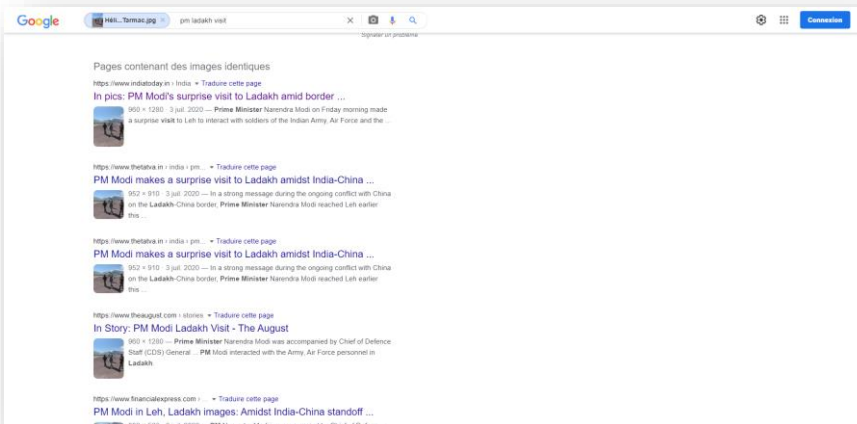 Google
Héli...Tarmac.jpg × pm ladakh visit
Connexion
Signaler un problème
Pages contenant des images identiques
https://www.indiatoday.in › India ▾ Traduire cette page
In pics: PM Modi's surprise visit to Ladakh amid border ...
960 × 1280 · 3 juil. 2020 — Prime Minister Narendra Modi on Friday morning made
a surprise visit to Leh to interact with soldiers of the Indian Army, Air Force and the ...
https://www.thetatva.in › india › pm... ▾ Traduire cette page
PM Modi makes a surprise visit to Ladakh amidst India-China ...
952 × 910 · 3 juil. 2020 — In a strong message during the ongoing conflict with China
on the Ladakh-China border, Prime Minister Narendra Modi reached Leh earlier
this ...
https://www.thetatva.in › india › pm... ▾ Traduire cette page
PM Modi makes a surprise visit to Ladakh amidst India-China ...
952 × 910 · 3 juil. 2020 — In a strong message during the ongoing conflict with China
on the Ladakh-China border, Prime Minister Narendra Modi reached Leh earlier
this ...
https://www.theaugust.com › stories ▾ Traduire cette page
In Story: PM Modi Ladakh Visit - The August
960 × 1280 — Prime Minister Narendra Modi was accompanied by Chief of Defence
Staff (CDS) General ... PM Modi interacted with the Army, Air Force personnel in
Ladakh.
https://www.financialexpress.com › ... ▾ Traduire cette page
PM Modi in Leh, Ladakh images: Amidst India-China standoff ...